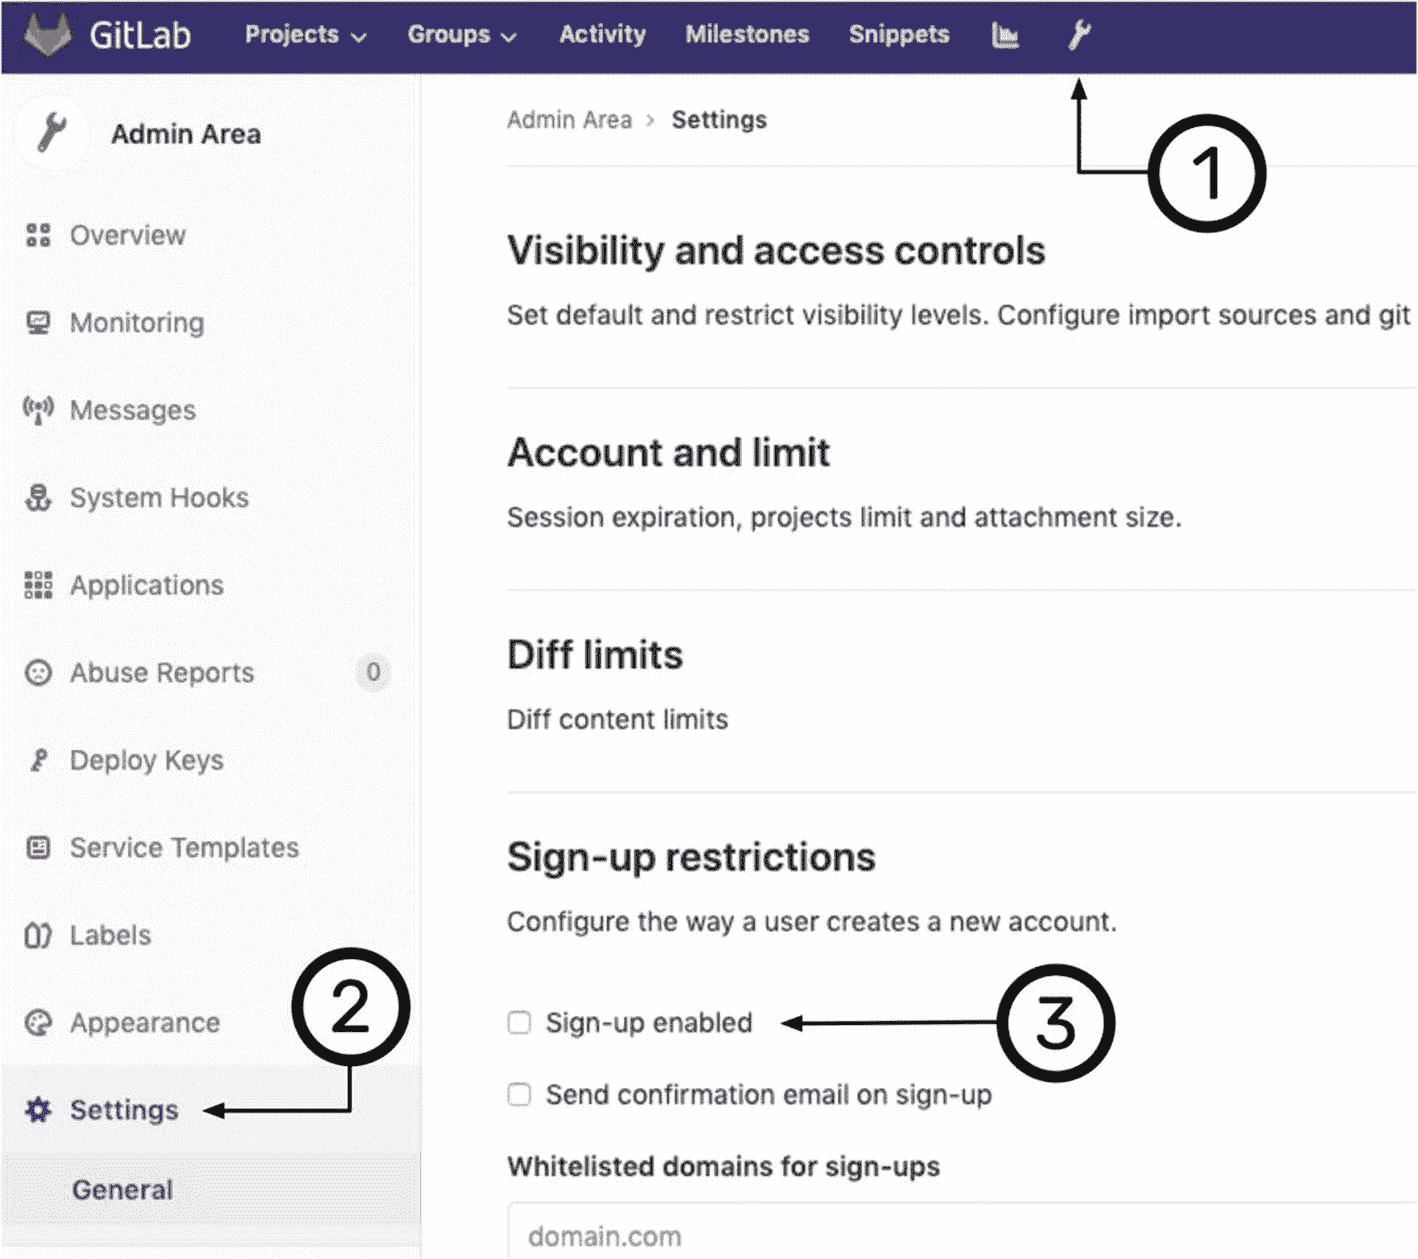 GitLab Projects Groups Activity Milestones Snippets
Admin Area
Overview
Monitoring
Messages
System Hooks
Applications
Abuse Reports 0
Deploy Keys
Service Templates
Labels
Appearance
Settings
General
Admin Area > Settings
1
Visibility and access controls
Set default and restrict visibility levels. Configure import sources and git
Account and limit
Session expiration, projects limit and attachment size.
Diff limits
Diff content limits
Sign-up restrictions
Configure the way a user creates a new account.
2
Sign-up enabled
3
Send confirmation email on sign-up
Whitelisted domains for sign-ups
domain.com